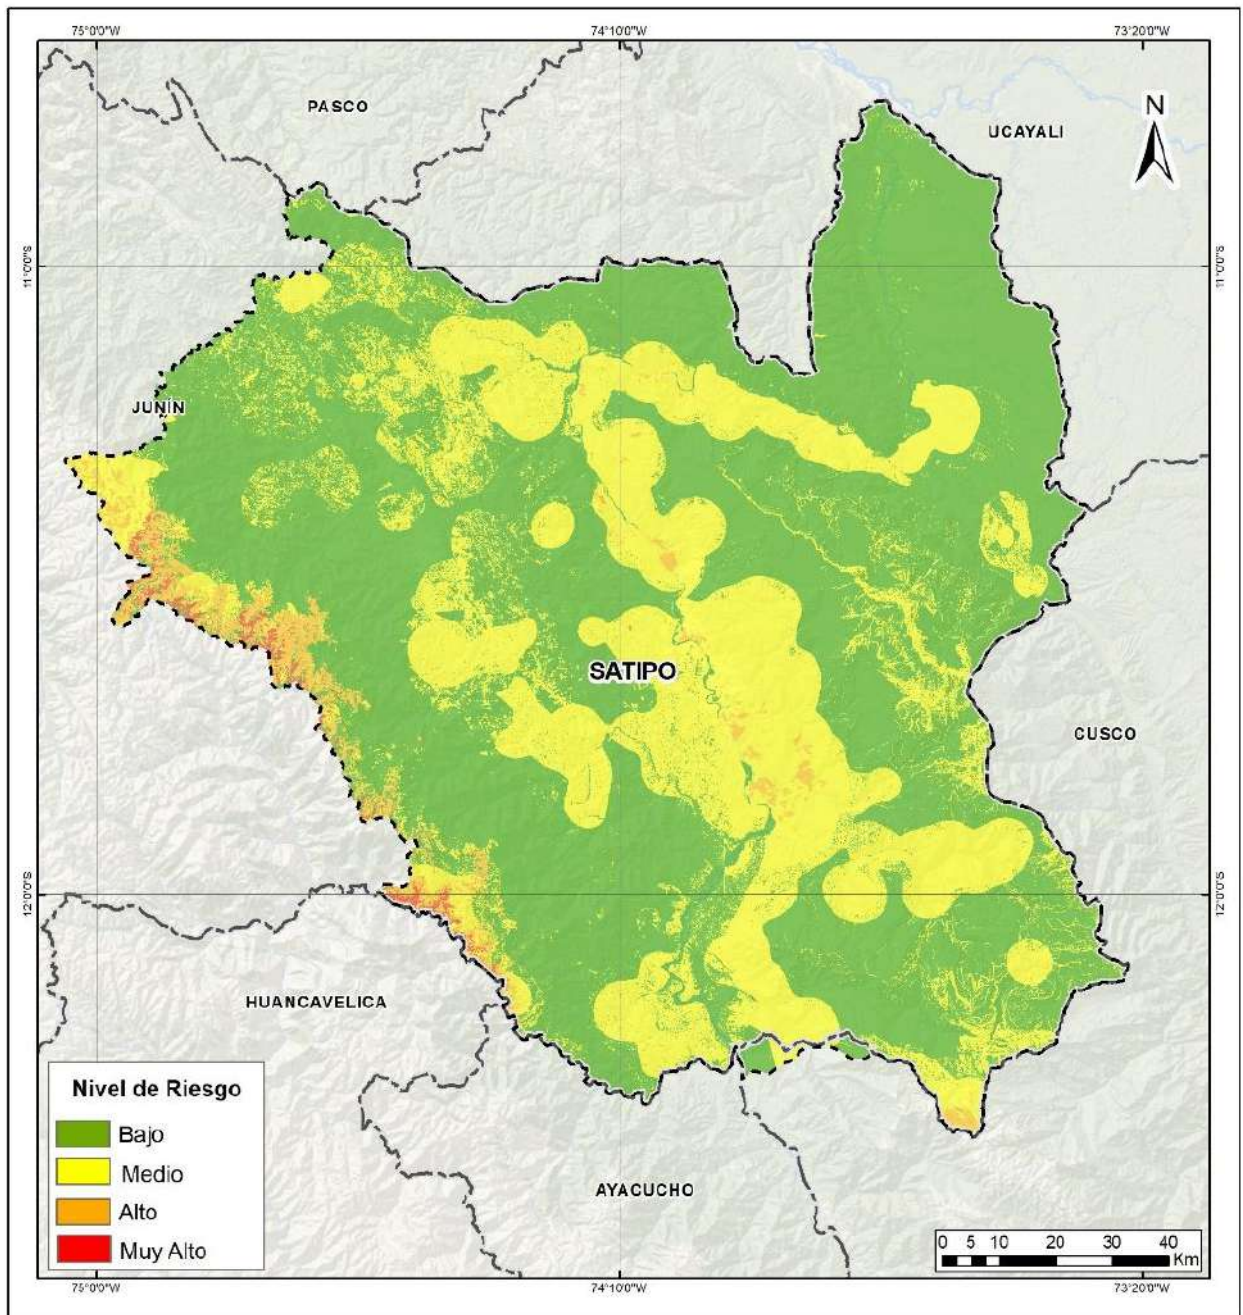 75°0'0"W
74°10'0"W
73°20'0"W
PASCO
N
UCAYALI
11°0'0"S
11°0'0"S
JUNÍN
SATIPO
CUSCO
12°0'0"S
12°0'0"S
HUANCAVELICA
Nivel de Riesgo
Bajo
Medio
Alto
Muy Alto
AYACUCHO
0 5 10 20 30 40
Km
75°0'0"W
74°10'0"W
73°20'0"W